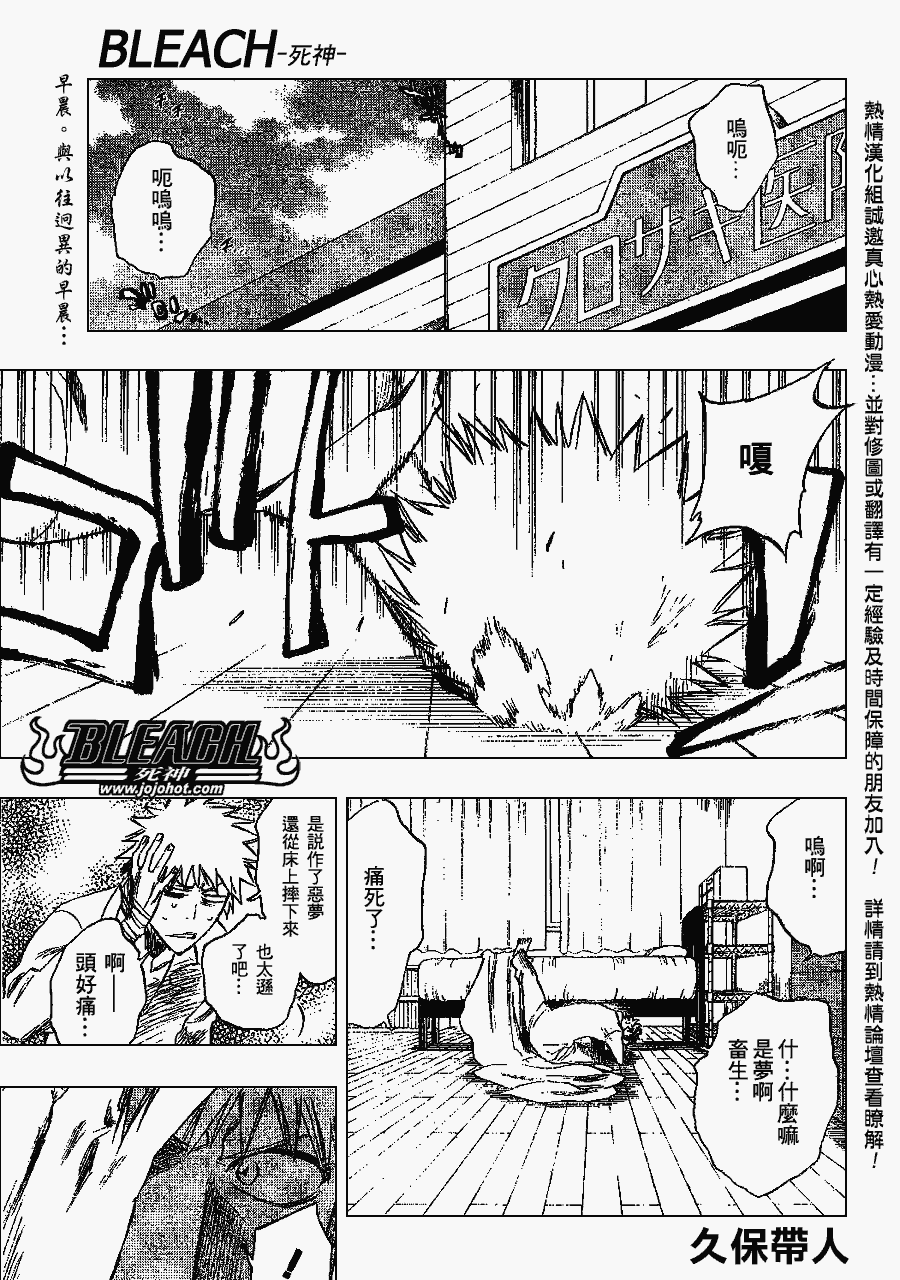 BLEACH-死神-
早晨。與以往迥異的早晨…
熱情漢化組誠邀真心熱愛動漫…並對修圖或翻譯有一定經驗及時間保障的朋友加入！ 詳情請到熱情論壇查看瞭解！
嗚呃…
クロサキ医院
呃嗚嗚…
嗄
BLEACH
死神
www.jojohot.com
嗚啊…
痛死了…
什…什麼嘛
是夢啊
畜生…
是說作了惡夢
還從床上摔下來
也太遜
了吧…
啊——
頭好痛…
！
久保帶人